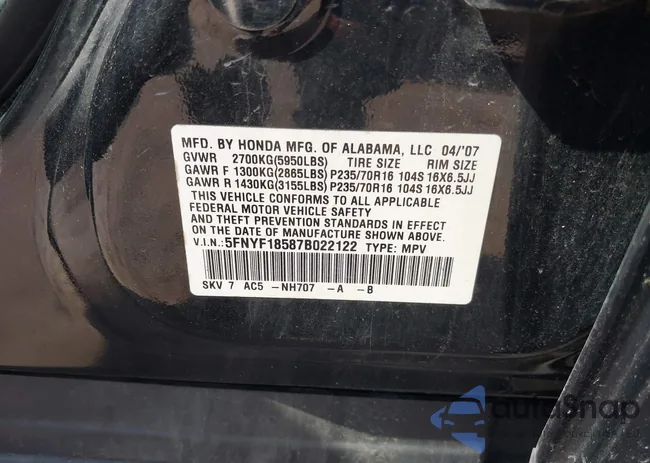 MFD. BY HONDA MFG. OF ALABAMA, LLC 04/'07
GVWR 2700KG(5950LBS) TIRE SIZE RIM SIZE
GAWR F 1300KG(2865LBS) P235/70R16 104S 16X6.5JJ
GAWR R 1430KG(3155LBS) P235/70R16 104S 16X6.5JJ
THIS VEHICLE CONFORMS TO ALL APPLICABLE
FEDERAL MOTOR VEHICLE SAFETY
AND THEFT PREVENTION STANDARDS IN EFFECT
ON THE DATE OF MANUFACTURE SHOWN ABOVE.
V.I.N.: 5FNYF18587B022122 TYPE: MPV
SKV 7 AC5 -NH707 -A -B
autoSnap